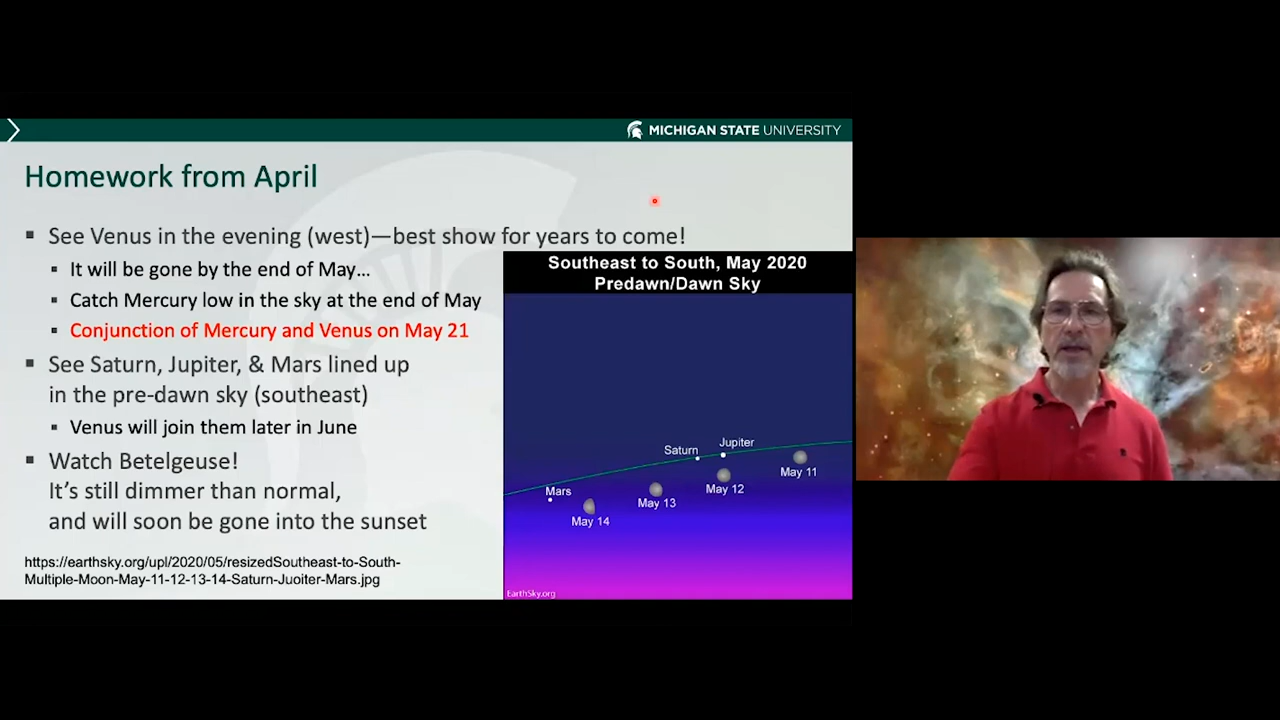 MICHIGAN STATE UNIVERSITY
Homework from April
See Venus in the evening (west)—best show for years to come!
It will be gone by the end of May…
Catch Mercury low in the sky at the end of May
Conjunction of Mercury and Venus on May 21
See Saturn, Jupiter, & Mars lined up
in the pre-dawn sky (southeast)
Venus will join them later in June
Watch Betelgeuse!
It’s still dimmer than normal,
and will soon be gone into the sunset
https://earthsky.org/upl/2020/05/resizedSoutheast-to-South-
Multiple-Moon-May-11-12-13-14-Saturn-Juoiter-Mars.jpg
Southeast to South, May 2020
Predawn/Dawn Sky
Jupiter
Saturn
May 11
May 12
Mars
May 13
May 14
EarthSky.org